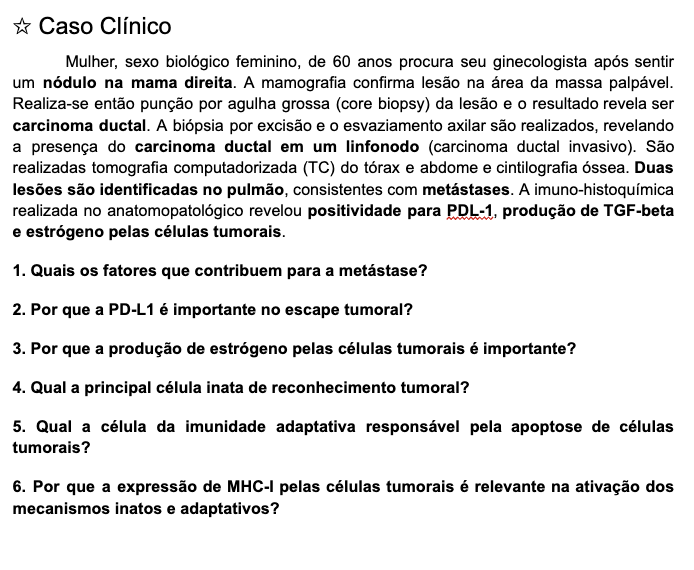 ☆ Caso Clínico
Mulher, sexo biológico feminino, de 60 anos procura seu ginecologista após sentir
um nódulo na mama direita. A mamografia confirma lesão na área da massa palpável.
Realiza-se então punção por agulha grossa (core biopsy) da lesão e o resultado revela ser
carcinoma ductal. A biópsia por excisão e o esvaziamento axilar são realizados, revelando
a presença do carcinoma ductal em um linfonodo (carcinoma ductal invasivo). São
realizadas tomografia computadorizada (TC) do tórax e abdome e cintilografia óssea. Duas
lesões são identificadas no pulmão, consistentes com metástases. A imuno-histoquímica
realizada no anatomopatológico revelou positividade para PDL-1, produção de TGF-beta
e estrógeno pelas células tumorais.
1. Quais os fatores que contribuem para a metástase?
2. Por que a PD-L1 é importante no escape tumoral?
3. Por que a produção de estrógeno pelas células tumorais é importante?
4. Qual a principal célula inata de reconhecimento tumoral?
5. Qual a célula da imunidade adaptativa responsável pela apoptose de células
tumorais?
6. Por que a expressão de MHC-I pelas células tumorais é relevante na ativação dos
mecanismos inatos e adaptativos?